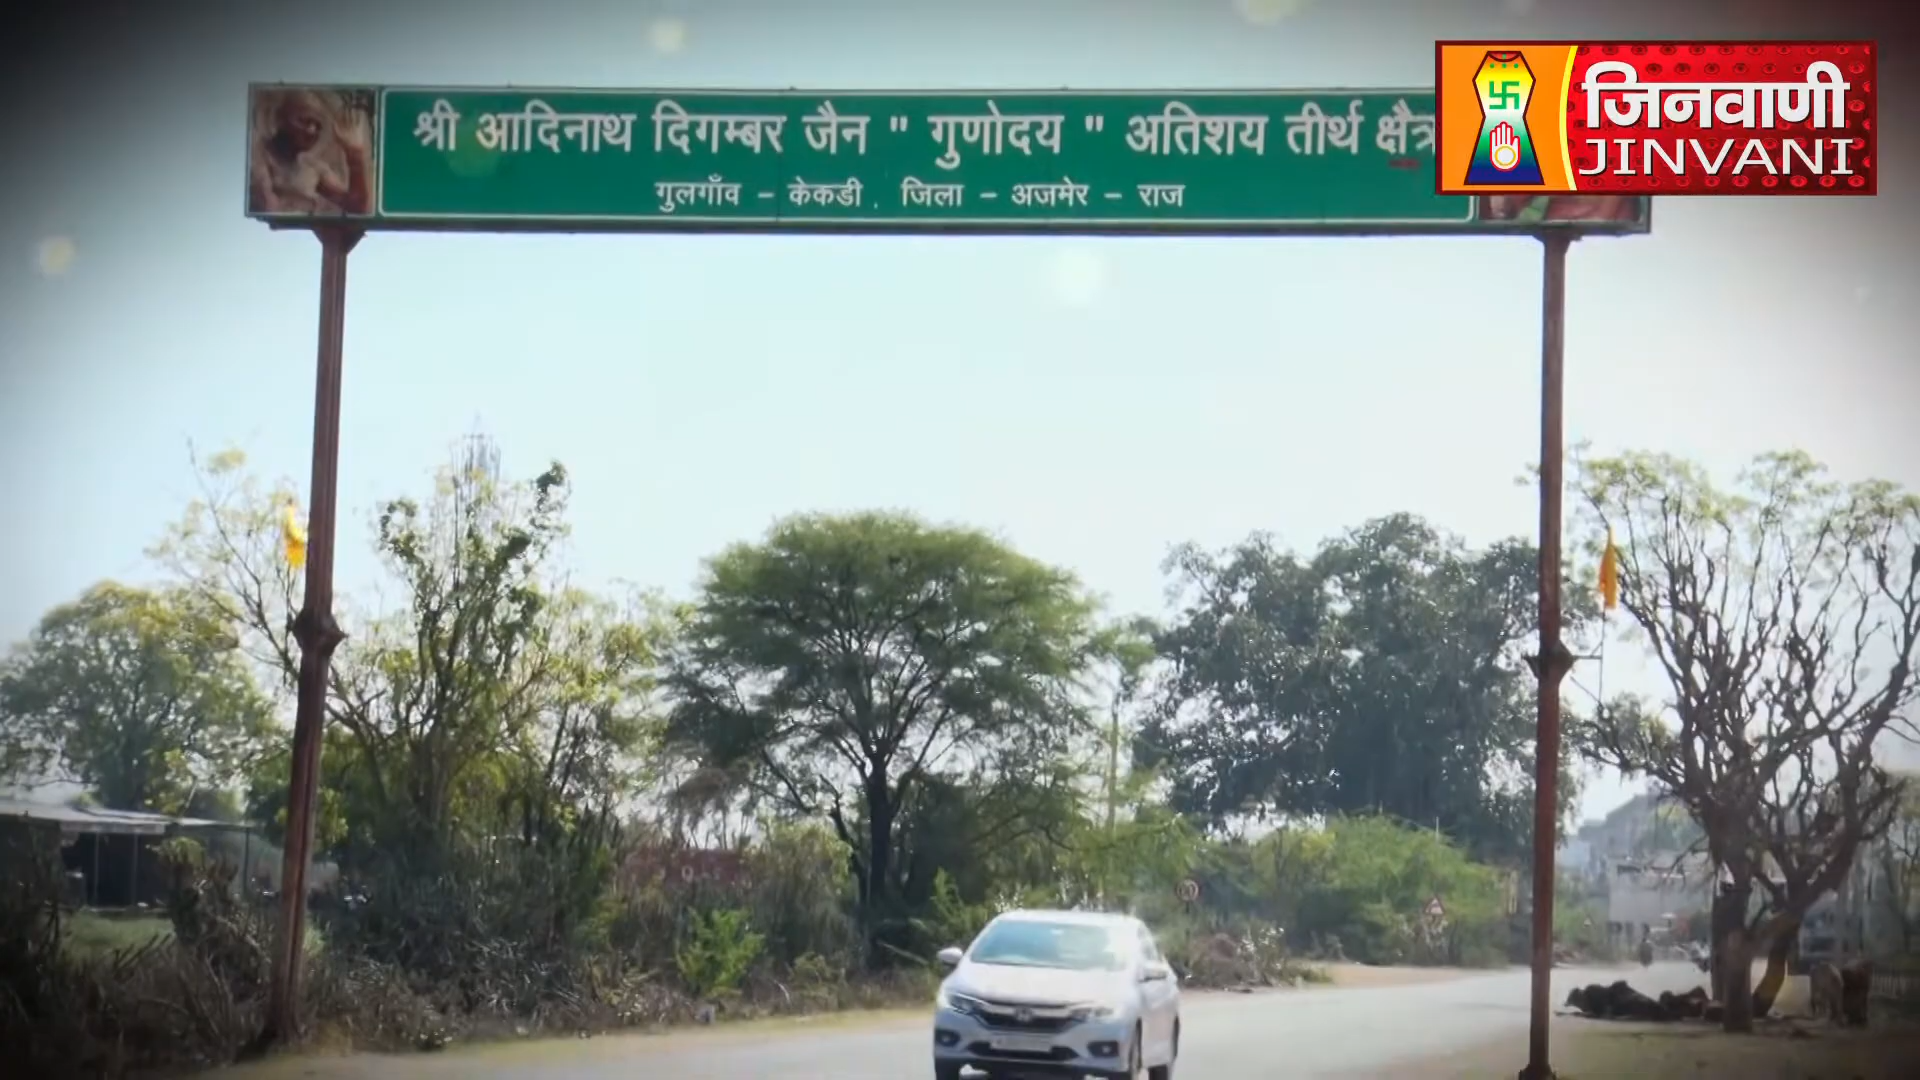 श्री आदिनाथ दिगम्बर जैन " गुणोदय " अतिशय तीर्थ क्षैत्र
गुलगाँव - केकडी . जिला - अजमेर - राज
जिनवाणी
JINVANI